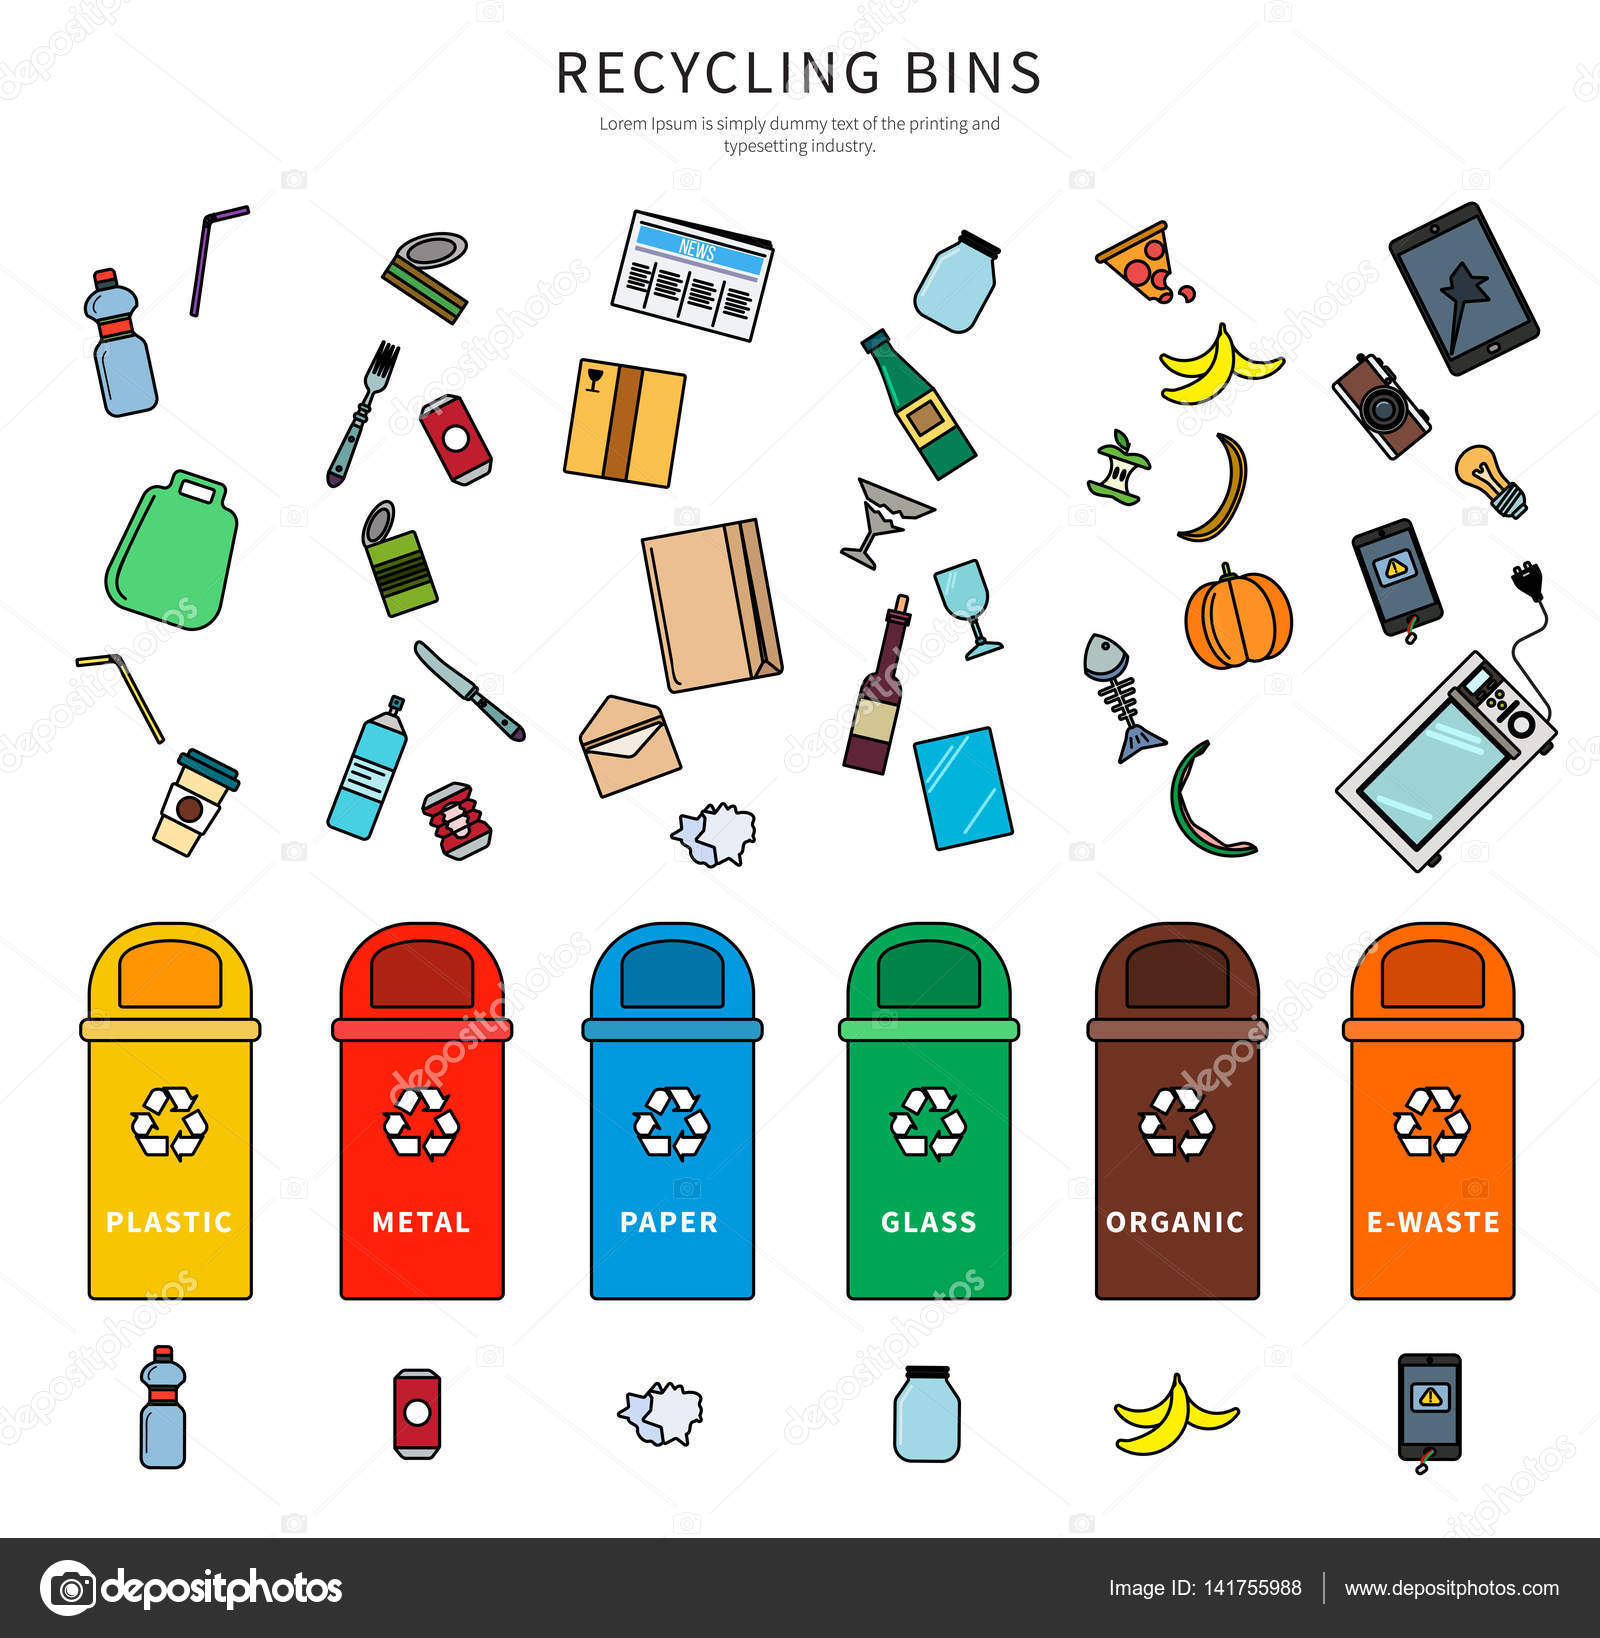 RECYCLING BINS
Lorem Ipsum is simply dummy text of the printing and
typesetting industry.
NEWS
PLASTIC METAL PAPER GLASS ORGANIC E-WASTE
depositphotos
Image ID: 141755988 www.depositphotos.com